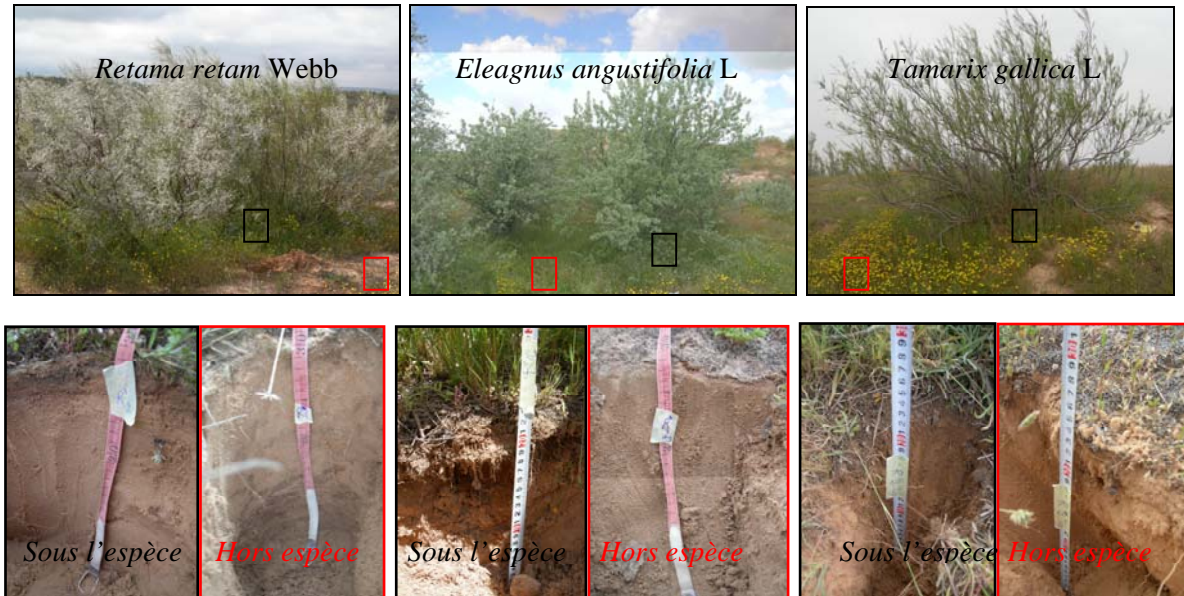 Retama retam Webb
Eleagnus angustifolia L
Tamarix gallica L
Sous l’espèce
Hors espèce
Sous l’espèce
Hors espèce
Sous l’espèce
Hors espèce